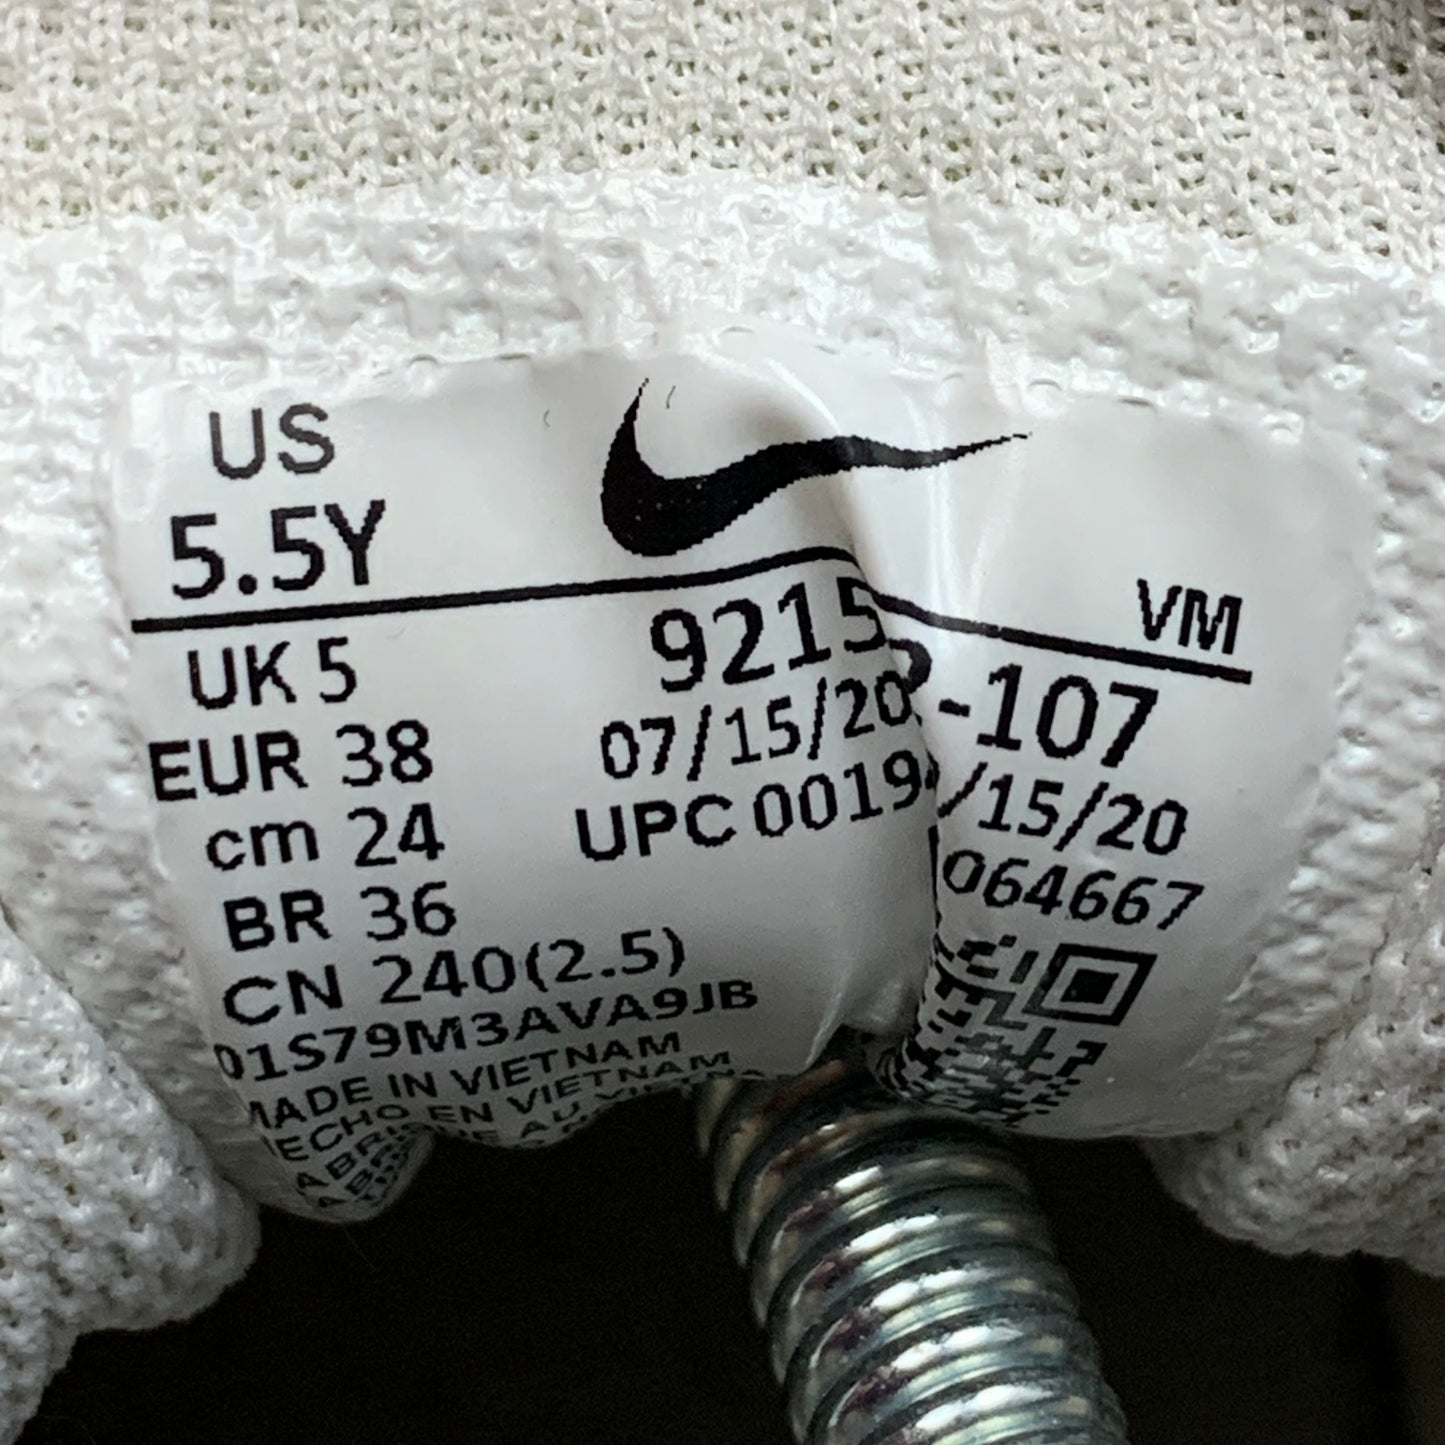 US
5.5Y
VM
UK 5
9215 -107
EUR 38
07/15/20 /15/20
cm 24
UPC 0019 064667
BR 36
CN 240(2.5)
01S79M3AVA9JB
MADE IN VIETNAM
HECHO EN VIETNAM
AU